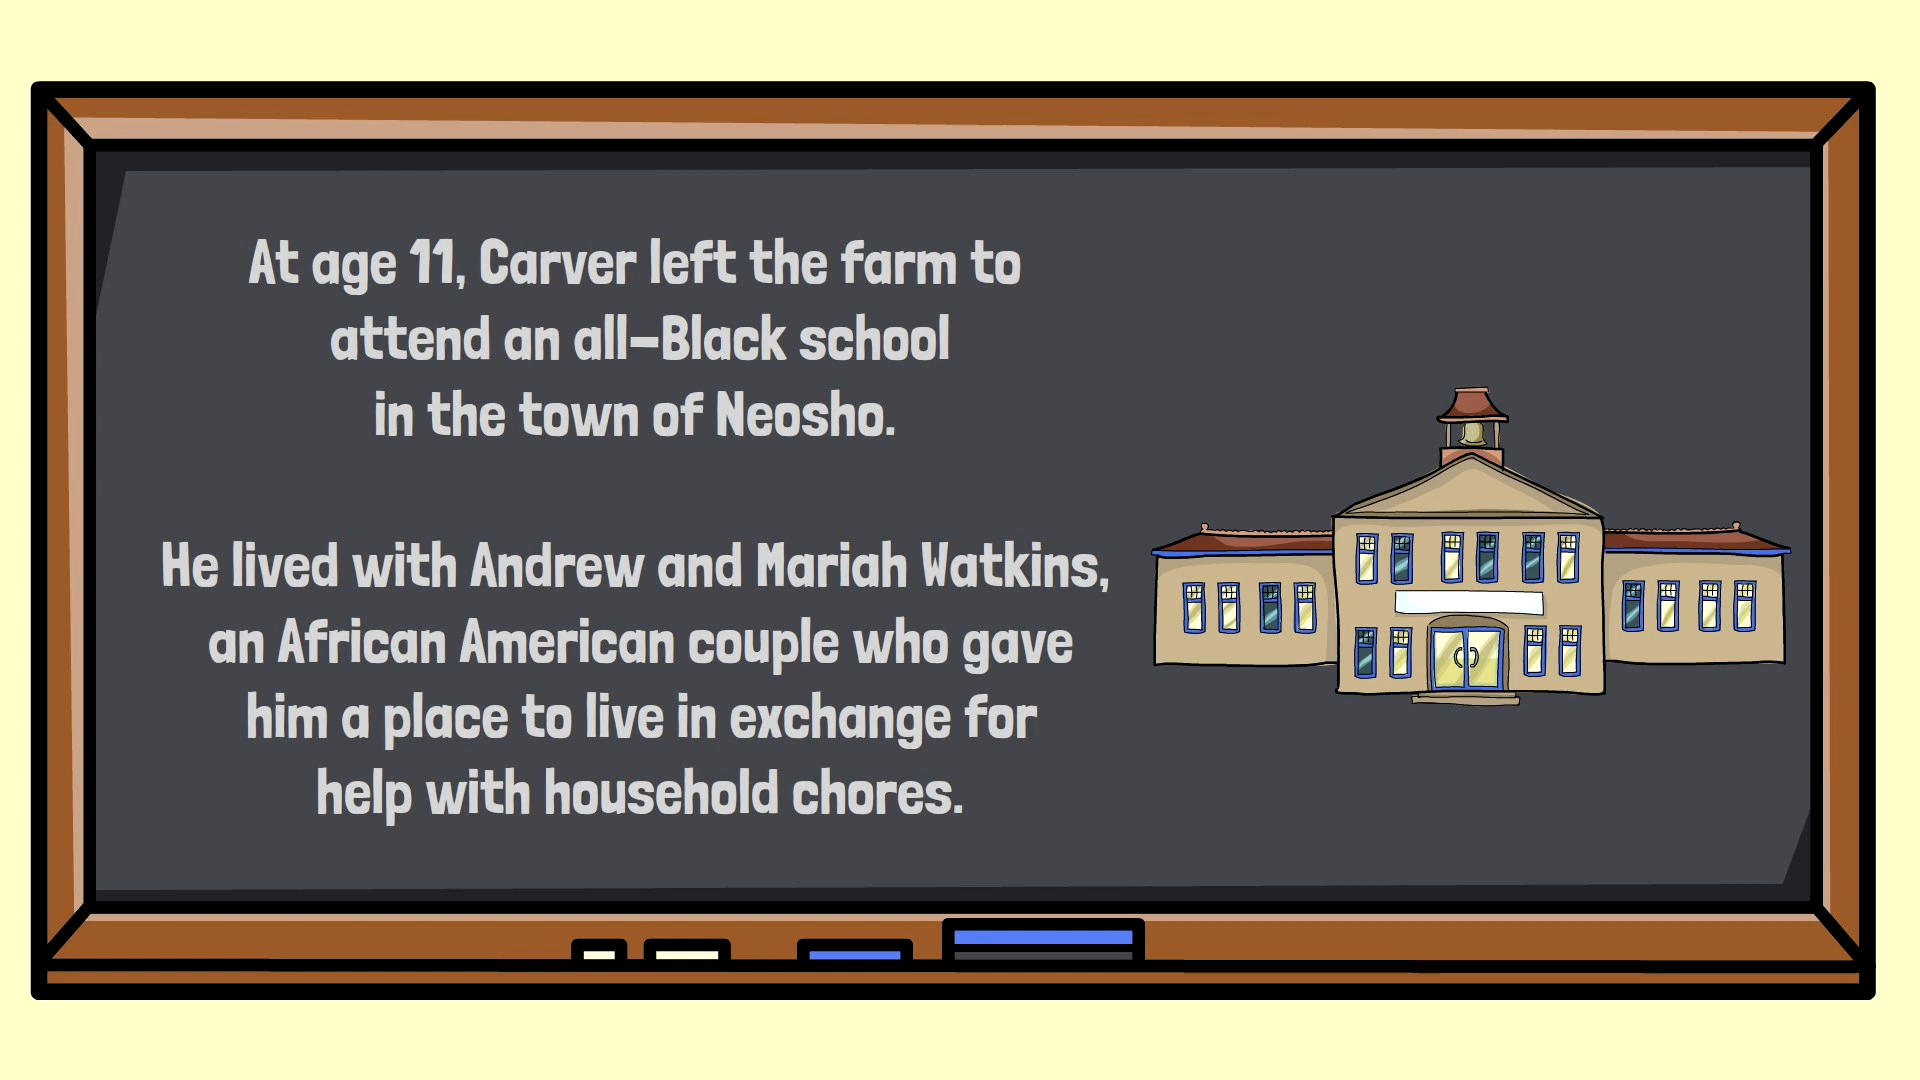 At age 11, Carver left the farm to
attend an all-Black school
in the town of Neosho.
He lived with Andrew and Mariah Watkins,
an African American couple who gave
him a place to live in exchange for
help with household chores.